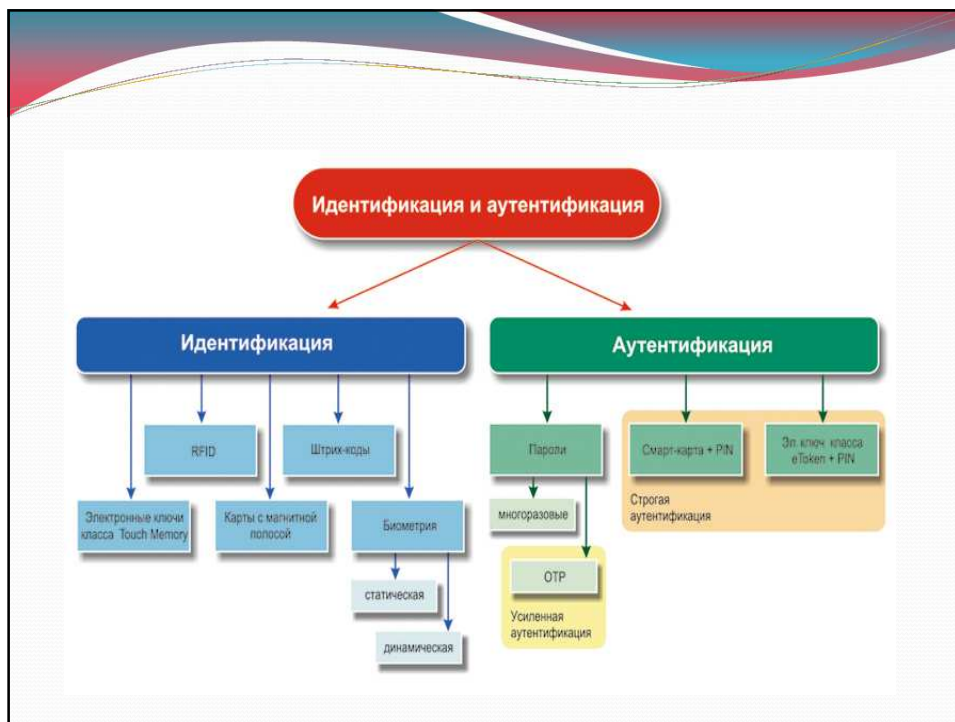 Идентификация и аутентификация
Идентификация
Аутентификация
RFID
Штрих-коды
Электронные ключи
класса Touch Memory
Карты с магнитной
полосой
Биометрия
статическая
динамическая
Пароли
многоразовые
OTP
Усиленная
аутентификация
Смарт-карта + PIN
Эл. ключ класса
eToken + PIN
Строгая
аутентификация